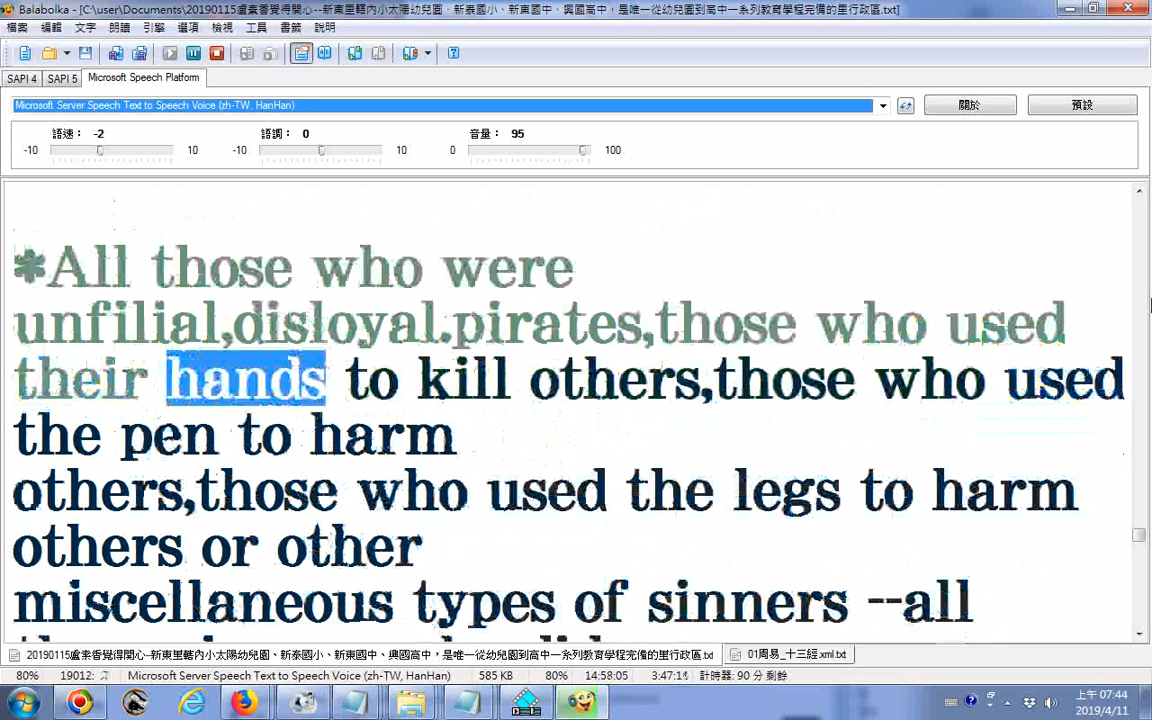 Balabolka - [C:\user\Documents\20190115盧素香覺得開心--新東里轄內小太陽幼兒園、新泰國小、新東國中、興國高中，是唯一從幼兒園到高中一系列教育學程完備的里行政區.txt]
檔案 編輯 文字 朗讀 引擎 選項 檢視 工具 書籤 說明
SAPI 4 SAPI 5 Microsoft Speech Platform
Microsoft Server Speech Text to Speech Voice (zh-TW, HanHan) 關於 預設
語速： -2 語調： 0 音量： 95
-10 10 -10 10 0 100
*All those who were
unfilial,disloyal.pirates,those who used
their hands to kill others,those who used
the pen to harm
others,those who used the legs to harm
others or other
miscellaneous types of sinners --all
20190115盧素香覺得開心--新東里轄內小太陽幼兒園、新泰國小、新東國中、興國高中，是唯一從幼兒園到高中一系列教育學程完備的里行政區.txt 01周易_十三經.xml.txt
80% 19012: Microsoft Server Speech Text to Speech Voice (zh-TW, HanHan) 585 KB 80% 14:58:05 3:47:18 計時器: 90 分 剩餘
上午 07:44
2019/4/11